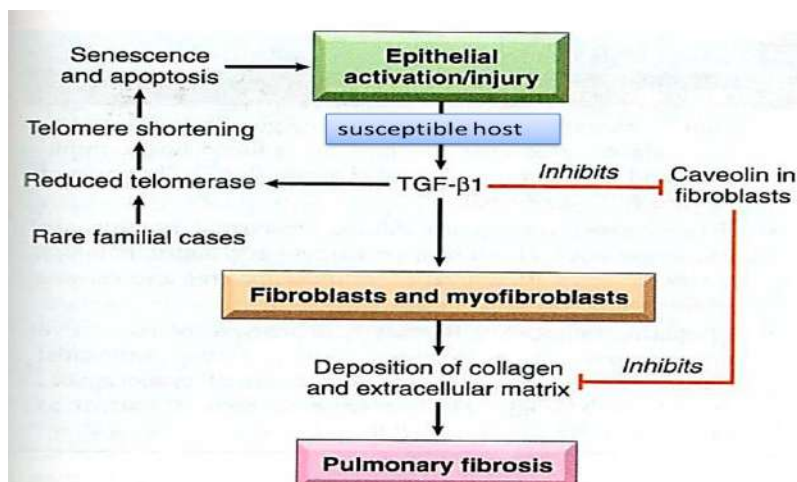 Senescence
and apoptosis
Epithelial
activation/injury
susceptible host
Telomere shortening
Reduced telomerase
TGF-β1
Inhibits
Caveolin in
fibroblasts
Rare familial cases
Fibroblasts and myofibroblasts
Deposition of collagen
and extracellular matrix
Inhibits
Pulmonary fibrosis